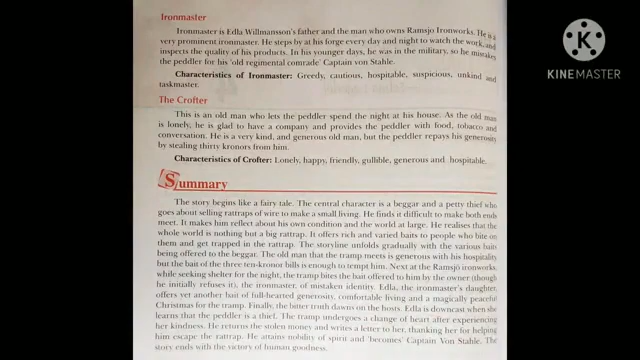 Ironmaster
Ironmaster is Edla Willmansson's father and the man who owns Ramsjo Ironworks. He is a
very prominent ironmaster. He steps by at his forge every day and night to watch the work, and
inspects the quality of his products. In his younger days, he was in the military, so he mistakes
the peddler for his 'old regimental comrade' Captain von Stahle.
Characteristics of Ironmaster: Greedy, cautious, hospitable, suspicious, unkind and
taskmaster.
The Crofter
This is an old man who lets the peddler spend the night at his house. As the old man
is lonely, he is glad to have a company and provides the peddler with food, tobacco and
conversation. He is a very kind, and generous old man, but the peddler repays his generosity
by stealing thirty kronors from him.
Characteristics of Crofter: Lonely, happy, friendly, gullible, generous and hospitable.
Summary
The story begins like a fairy tale. The central character is a beggar and a petty thief who
goes about selling rattraps of wire to make a small living. He finds it difficult to make both ends
meet. It makes him reflect about his own condition and the world at large. He realises that the
whole world is nothing but a big rattrap. It offers rich and varied baits to people who bite on
them and get trapped in the rattrap. The storyline unfolds gradually with the various baits
being offered to the beggar. The old man that the tramp meets is generous with his hospitality
but the bait of the three ten-kronor bills is enough to tempt him. Next at the Ramsjö ironworks,
while seeking shelter for the night, the tramp bites the bait offered to him by the owner (though
he initially refuses it), the ironmaster, of mistaken identity. Edla, the ironmaster's daughter,
offers yet another bait of full-hearted generosity, comfortable living and a magically peaceful
Christmas for the tramp. Finally, the bitter truth dawns on the hosts. Edla is downcast when she
learns that the peddler is a thief. The tramp undergoes a change of heart after experiencing
her kindness. He returns the stolen money and writes a letter to her, thanking her for helping
him escape the rattrap. He attains nobility of spirit and 'becomes' Captain Von Stahle. The
story ends with the victory of human goodness.
K
KINEMASTER